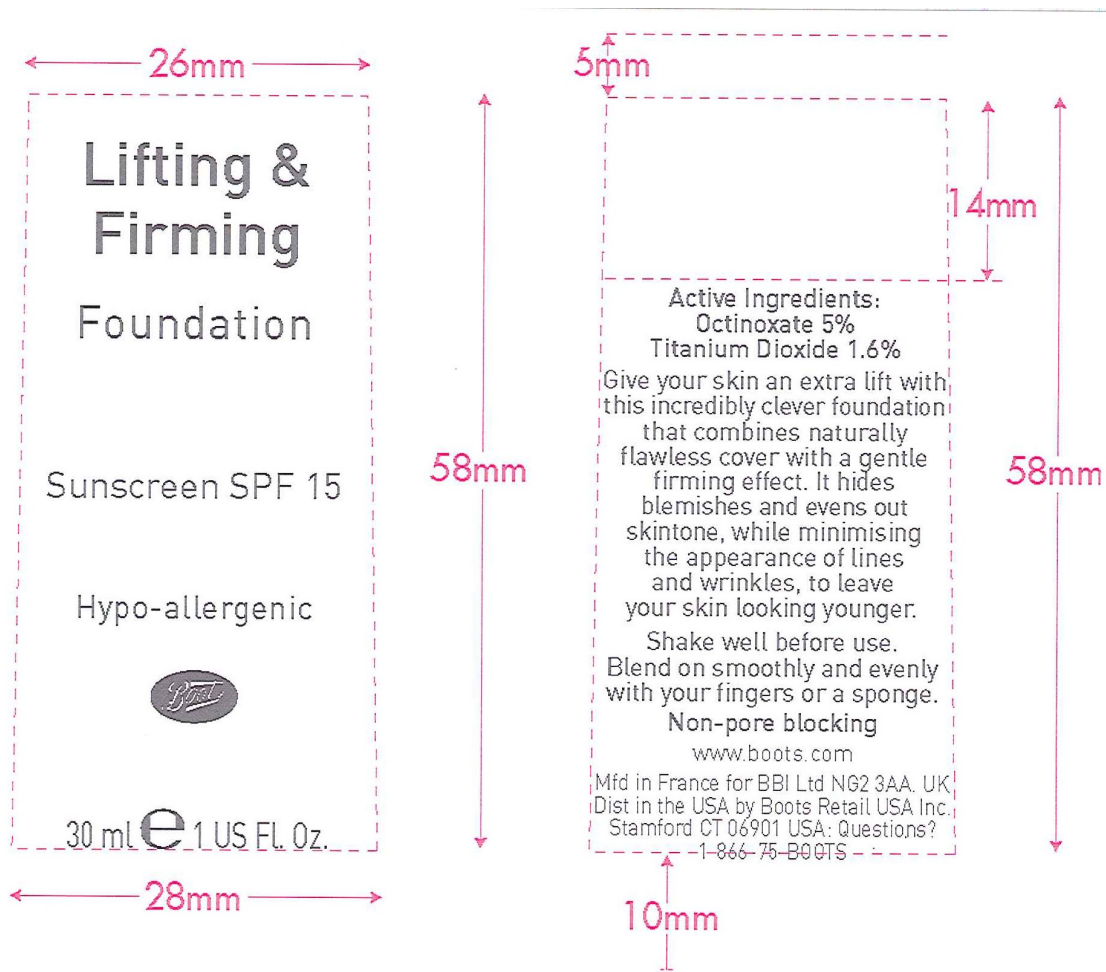 26mm
Lifting &
Firming
Foundation
Sunscreen SPF 15
Hypo-allergenic
Boots
30 ml e 1 US Fl. Oz.
28mm
58mm
5mm
14mm
Active Ingredients:
Octinoxate 5%
Titanium Dioxide 1.6%
Give your skin an extra lift with
this incredibly clever foundation
that combines naturally
flawless cover with a gentle
firming effect. It hides
blemishes and evens out
skintone, while minimising
the appearance of lines
and wrinkles, to leave
your skin looking younger.
Shake well before use.
Blend on smoothly and evenly
with your fingers or a sponge.
Non-pore blocking
www.boots.com
Mfd in France for BBI Ltd NG2 3AA. UK
Dist in the USA by Boots Retail USA Inc.
Stamford CT 06901 USA: Questions?
1-866-75-BOOTS
58mm
10mm